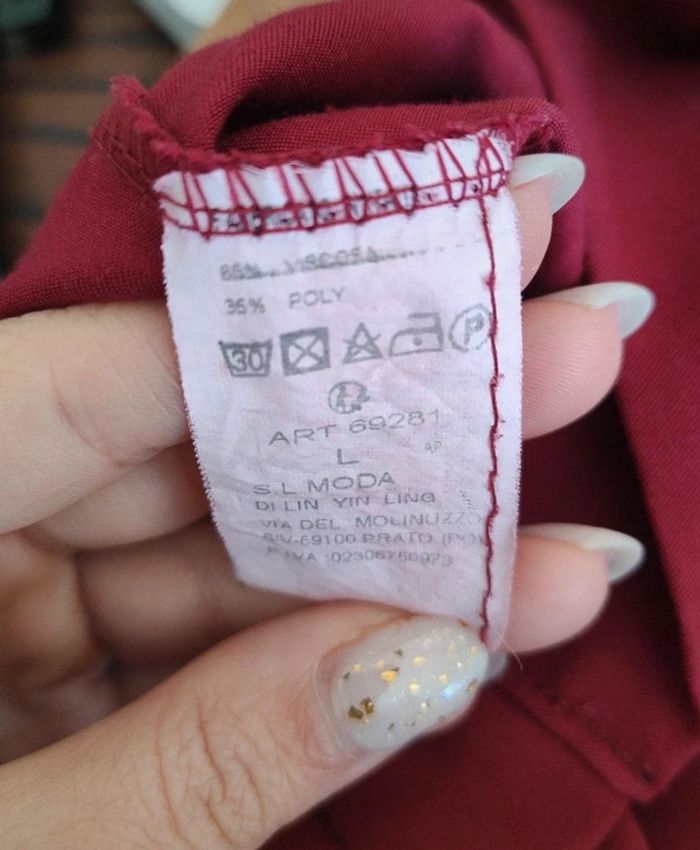 65% VISCOSA
35% POLY
30 P
ART 69281
L AP
S.L MODA
DI LIN YIN LING
VIA DEL MOLINUZZO
59100 PRATO (PO)
P.IVA